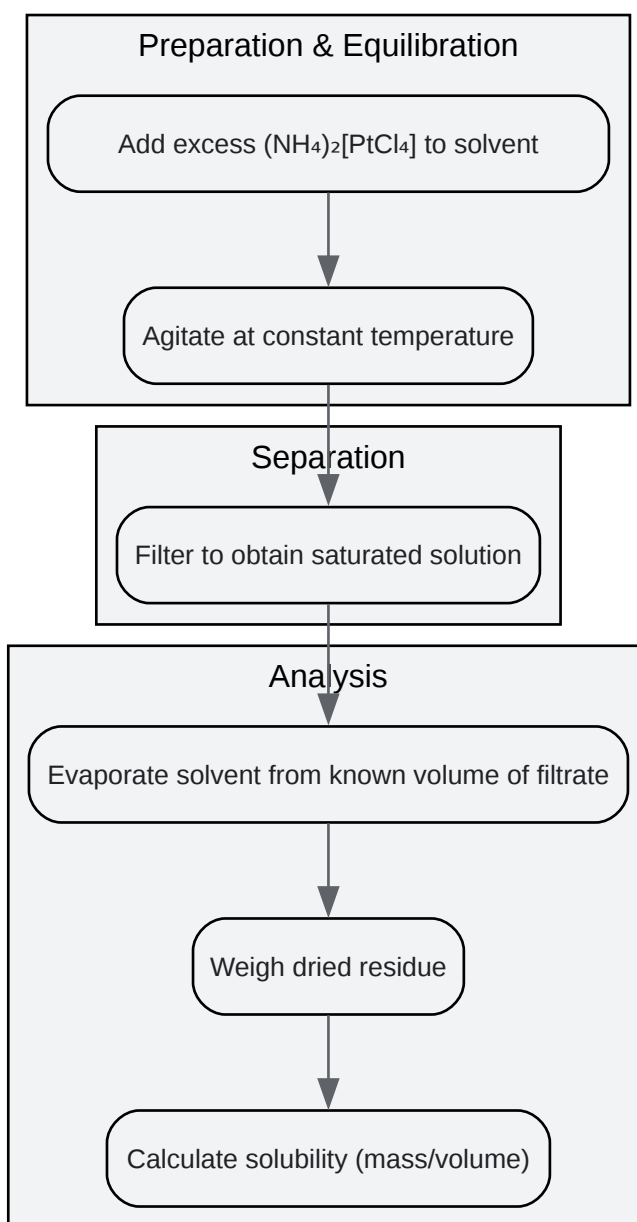 Preparation & Equilibration
Add excess (NH₄)₂[PtCl₄] to solvent
Agitate at constant temperature
Separation
Filter to obtain saturated solution
Analysis
Evaporate solvent from known volume of filtrate
Weigh dried residue
Calculate solubility (mass/volume)